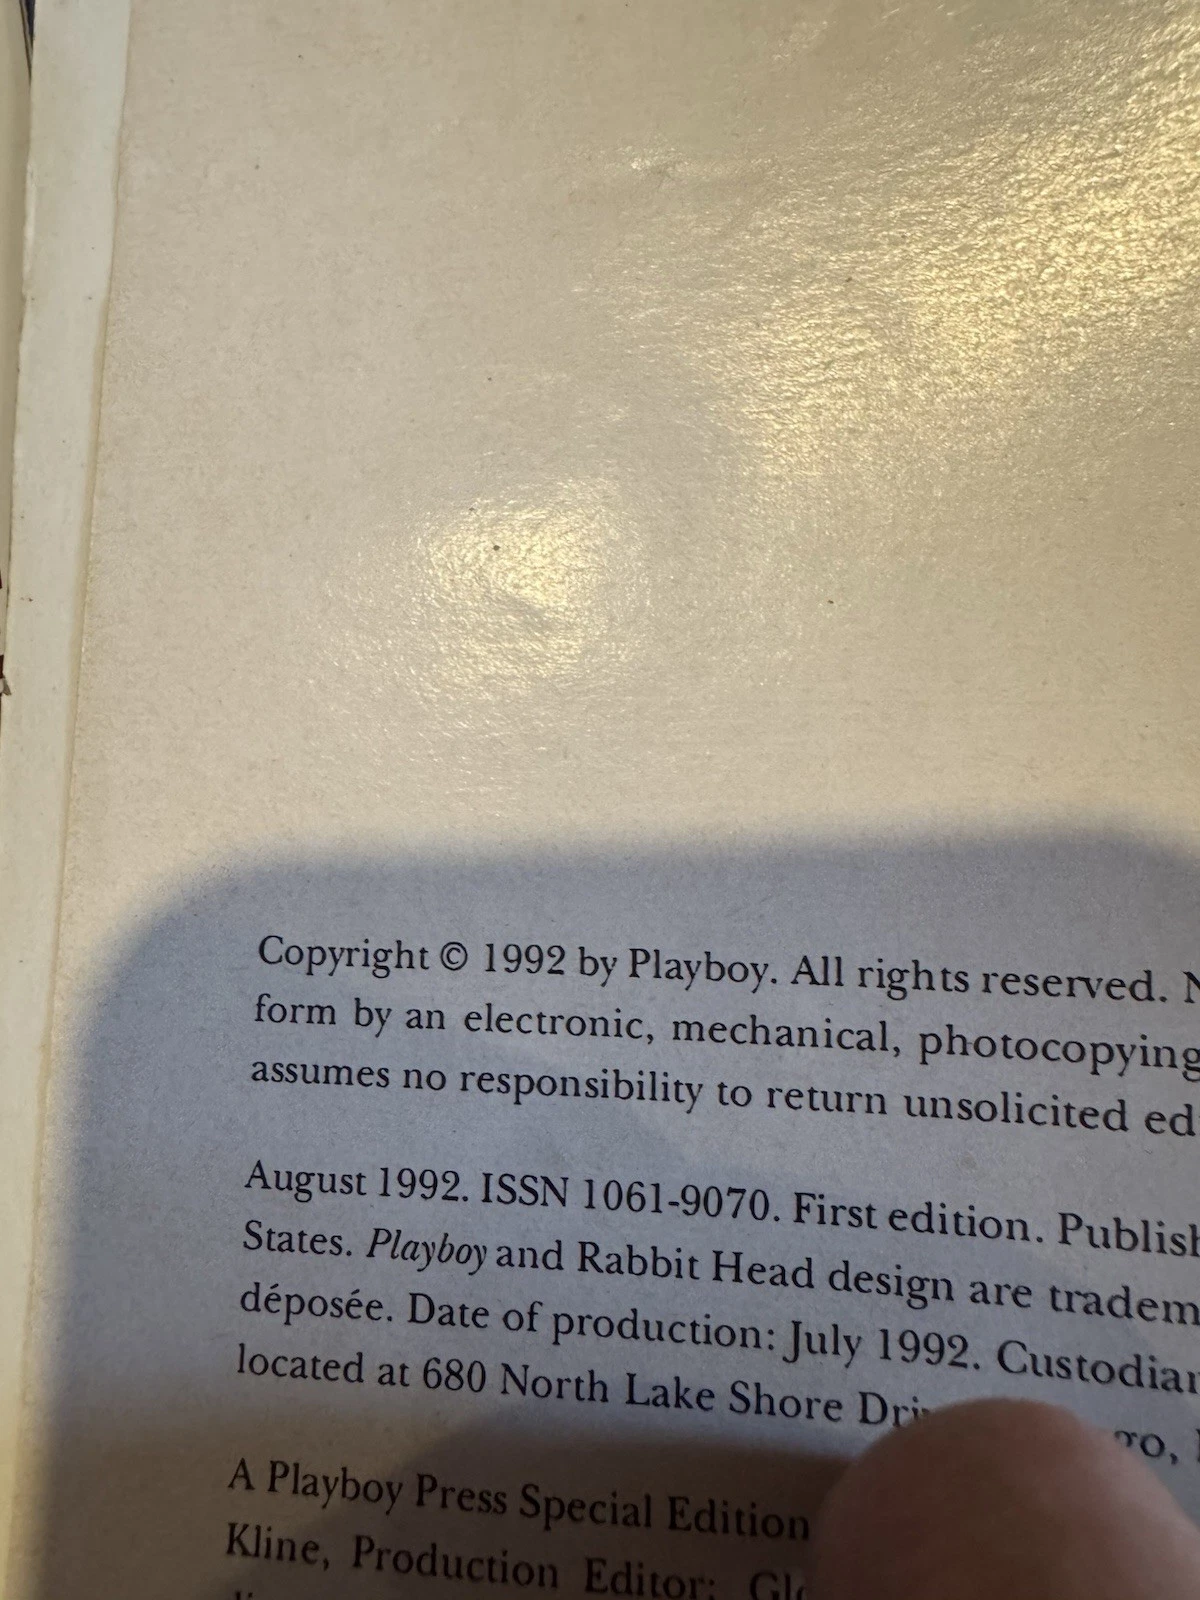 Copyright © 1992 by Playboy. All rights reserved.
form by an electronic, mechanical, photocopying
assumes no responsibility to return unsolicited
August 1992. ISSN 1061-9070. First edition.
States. Playboy and Rabbit Head design are
déposée. Date of production: July 1992.
located at 680 North Lake Shore
A Playboy Press Special Edition
Kline, Production Editor: